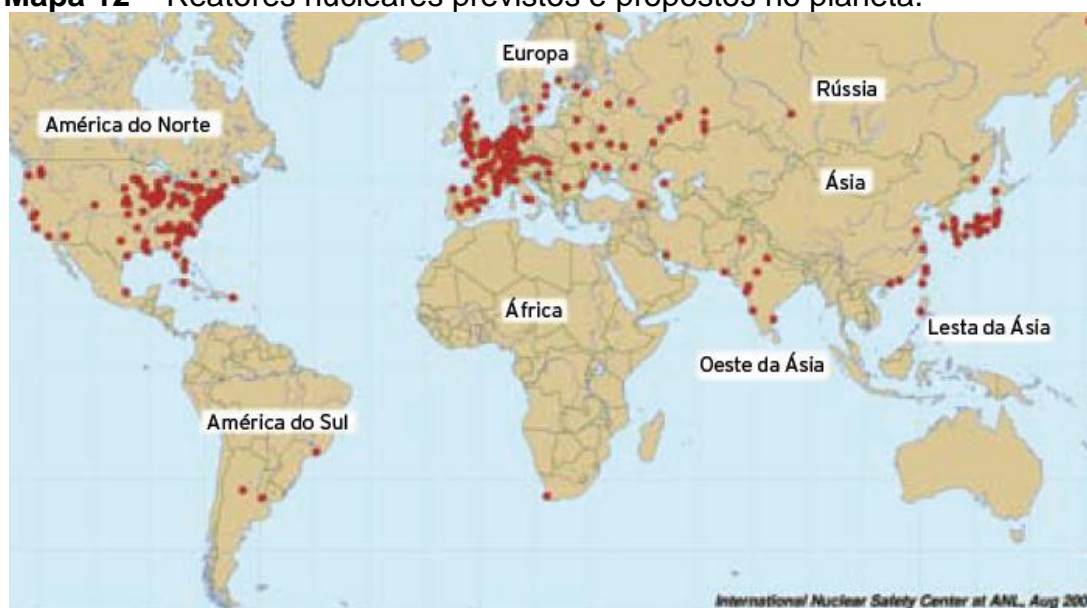 Mapa 12 – Reatores nucleares previstos e propostos no planeta.
Europa
Rússia
América do Norte
Ásia
África
Lesta da Ásia
Oeste da Ásia
América do Sul
International Nuclear Safety Center at ANL, Aug